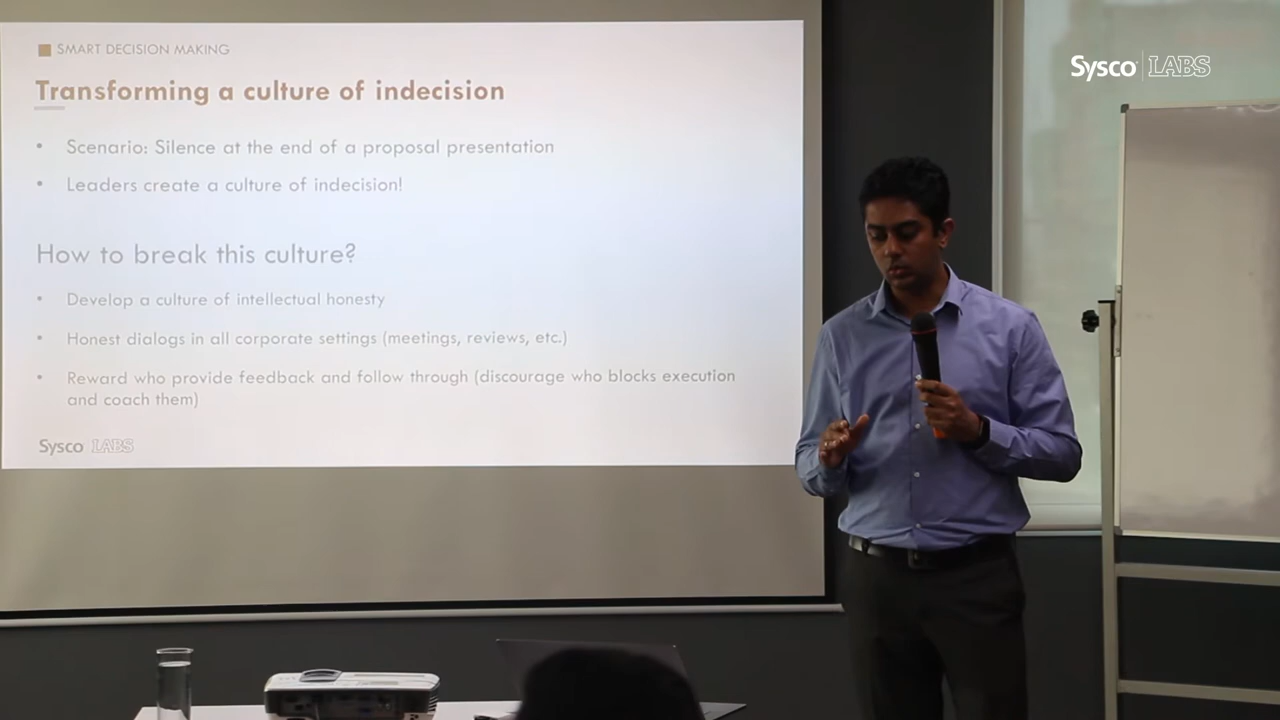 SMART DECISION MAKING
Transforming a culture of indecision
• Scenario: Silence at the end of a proposal presentation
• Leaders create a culture of indecision!
How to break this culture?
• Develop a culture of intellectual honesty
• Honest dialogs in all corporate settings (meetings, reviews, etc.)
• Reward who provide feedback and follow through (discourage who blocks execution
and coach them)
Sysco LABS
Sysco LABS